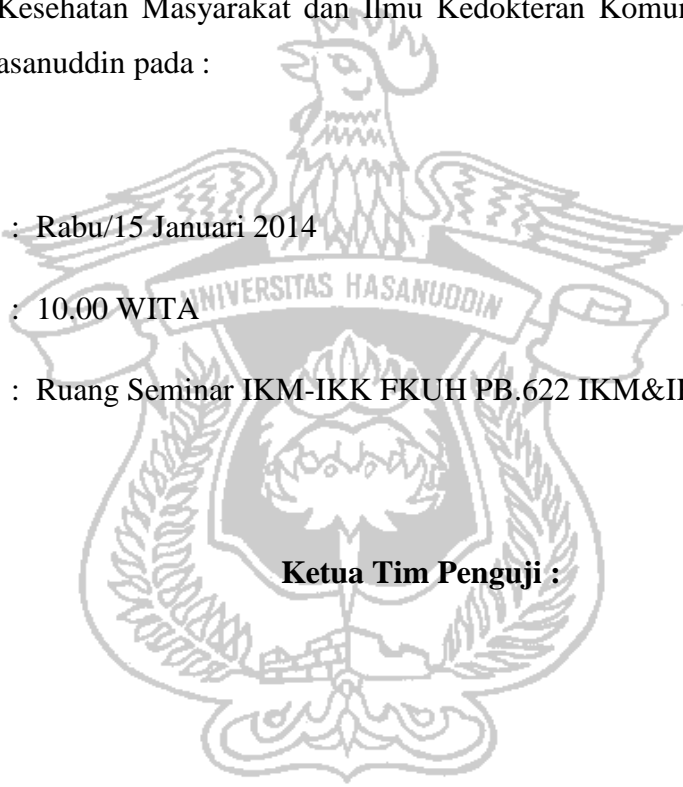 Kesehatan Masyarakat dan Ilmu Kedokteran Komun
asanuddin pada :
: Rabu/15 Januari 2014
UNIVERSITAS HASANUDDIN
: 10.00 WITA
: Ruang Seminar IKM-IKK FKUH PB.622 IKM&II
Ketua Tim Penguji :